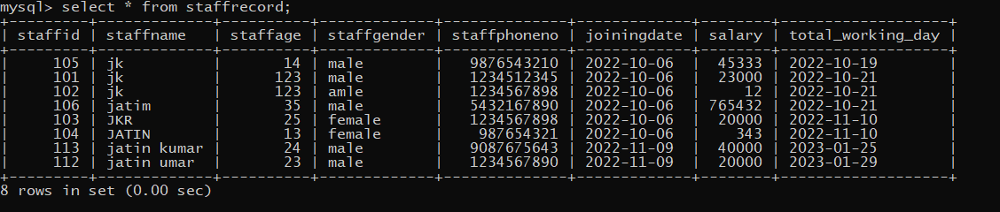 mysql> select * from staffrecord;
+---------+-------------+----------+-------------+--------------+-------------+--------+-------------------+
| staffid | staffname   | staffage | staffgender | staffphoneno | joiningdate | salary | total_working_day |
+---------+-------------+----------+-------------+--------------+-------------+--------+-------------------+
|     105 | jk          |       14 | male        |   9876543210 | 2022-10-06  |  45333 | 2022-10-19        |
|     101 | jk          |      123 | male        |   1234512345 | 2022-10-06  |  23000 | 2022-10-21        |
|     102 | jk          |      123 | amle        |   1234567898 | 2022-10-06  |     12 | 2022-10-21        |
|     106 | jatim       |       35 | male        |   5432167890 | 2022-10-06  | 765432 | 2022-10-21        |
|     103 | JKR         |       25 | female      |   1234567898 | 2022-10-06  |  20000 | 2022-11-10        |
|     104 | JATIN       |       13 | female      |    987654321 | 2022-10-06  |    343 | 2022-11-10        |
|     113 | jatin kumar |       24 | male        |   9087675643 | 2022-11-09  |  40000 | 2023-01-25        |
|     112 | jatin umar  |       23 | male        |   1234567890 | 2022-11-09  |  20000 | 2023-01-29        |
+---------+-------------+----------+-------------+--------------+-------------+--------+-------------------+
8 rows in set (0.00 sec)